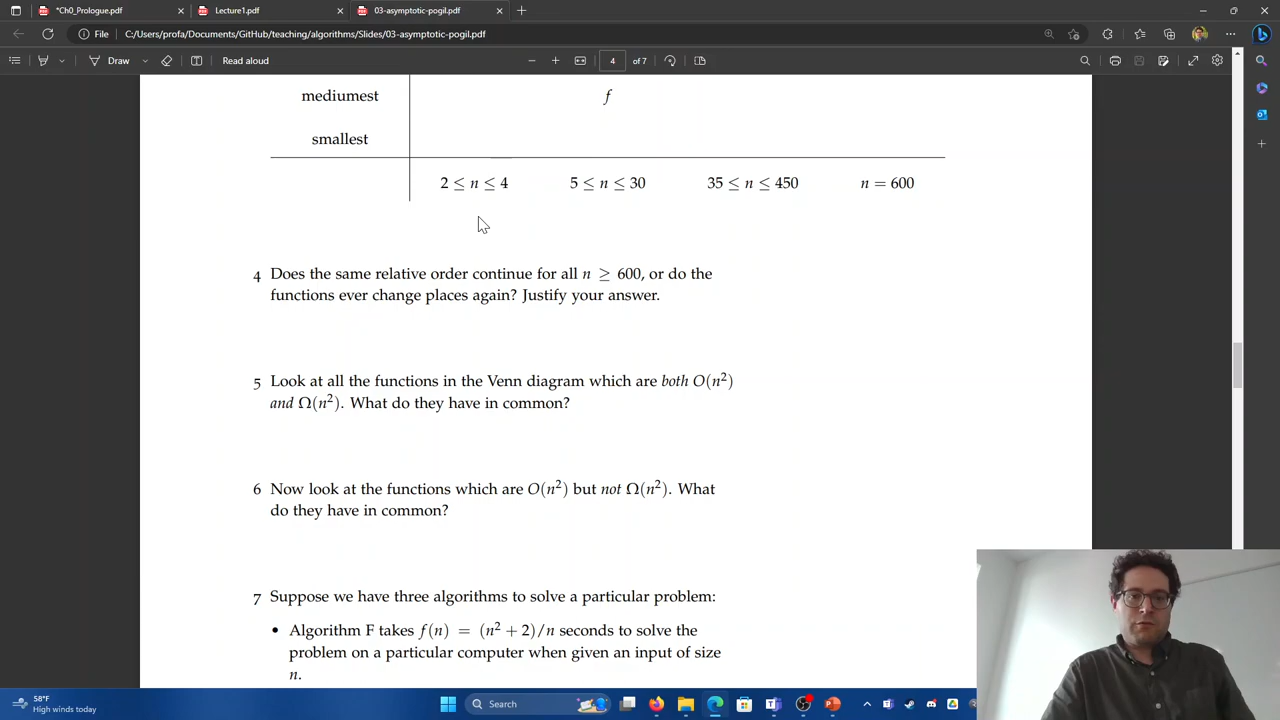 *Ch0_Prologue.pdf
Lecture1.pdf
03-asymptotic-pogil.pdf
File
C:/Users/profa/Documents/GitHub/teaching/algorithms/Slides/03-asymptotic-pogil.pdf
Draw
Read aloud
4 of 7
mediumest f
smallest
2 ≤ n ≤ 4 5 ≤ n ≤ 30 35 ≤ n ≤ 450 n = 600
4 Does the same relative order continue for all n ≥ 600, or do the
functions ever change places again? Justify your answer.
5 Look at all the functions in the Venn diagram which are both O(n²)
and Ω(n²). What do they have in common?
6 Now look at the functions which are O(n²) but not Ω(n²). What
do they have in common?
7 Suppose we have three algorithms to solve a particular problem:
• Algorithm F takes f(n) = (n² + 2)/n seconds to solve the
problem on a particular computer when given an input of size
n.
58°F
High winds today
Search